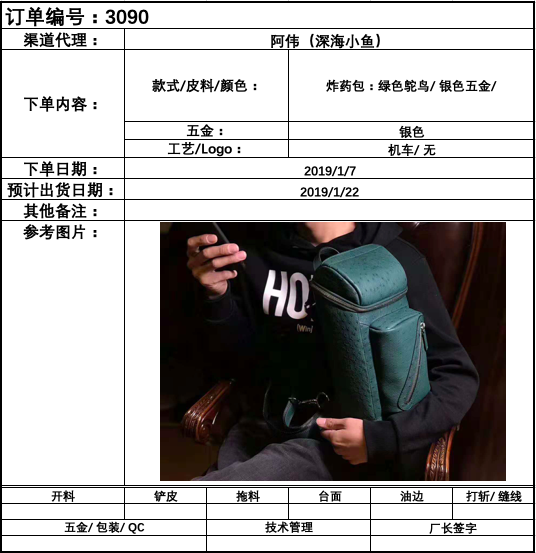 订单编号：3090
渠道代理： 阿伟（深海小鱼）
下单内容： 款式/皮料/颜色： 炸药包：绿色鸵鸟/ 银色五金/
五金： 银色
工艺/Logo： 机车/ 无
下单日期： 2019/1/7
预计出货日期： 2019/1/22
其他备注：
参考图片：
HO
开料 铲皮 拖料 台面 油边 打斩/ 缝线
五金/ 包装/ QC 技术管理 厂长签字